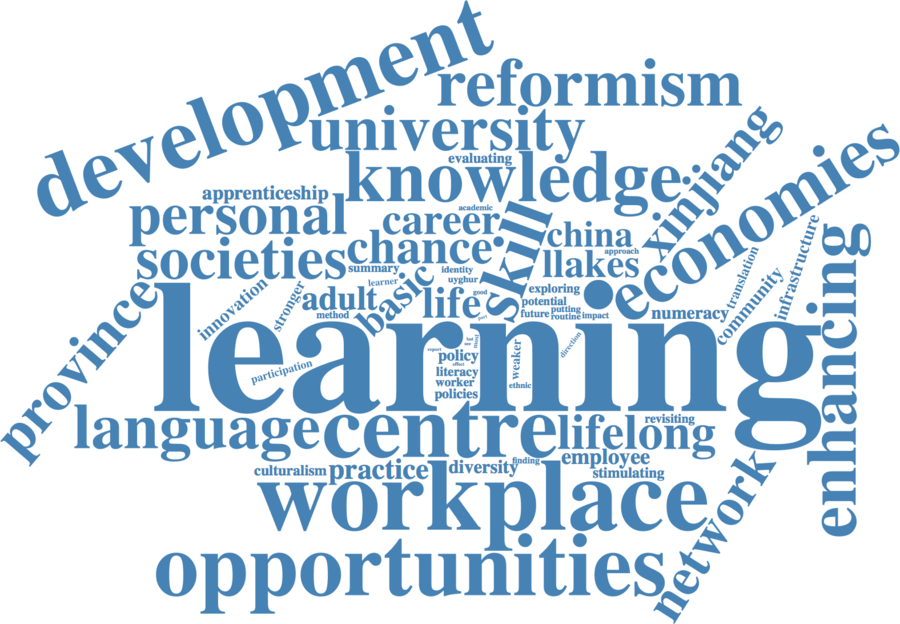 development
reformism
university
evaluating
knowledge
xinjiang
economies
apprenticeship
personal
academic
career
skill
china
approach
infrastructure
societies
chance
llakes
translation
enhancing
summary
identity
learner
uyghur
basic
province
innovation
stronger
adult
method
life
good
part
exploring
potential
putting
future
routine
impact
numeracy
community
learning
participation
report
policy
effect
literacy
worker
policies
weaker
ethnic
direction
language
centre
lifelong
revisiting
culturalism
practice
diversity
finding
employee
stimulating
workplace
network
opportunities